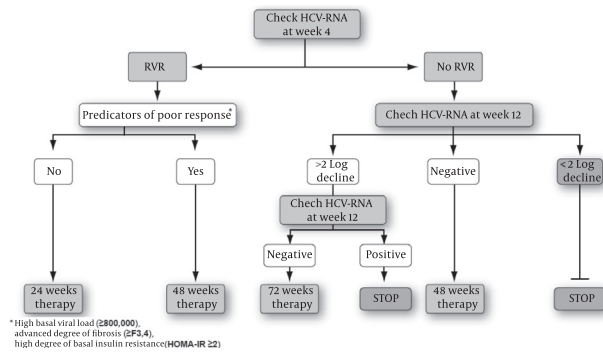 Check HCV-RNA
at week 4
RVR
No RVR
Predicators of poor response*
Chech HCV-RNA at week 12
No
Yes
>2 Log
decline
Negative
<2 Log
decline
Chech HCV-RNA
at week 12
Negative
Positive
24 weeks
therapy
48 weeks
therapy
72 weeks
therapy
STOP
48 weeks
therapy
STOP
* High basal viral load (≥800,000),
advanced degree of fibrosis (≥F3,4),
high degree of basal insulin resistance(HOMA-IR ≥2)